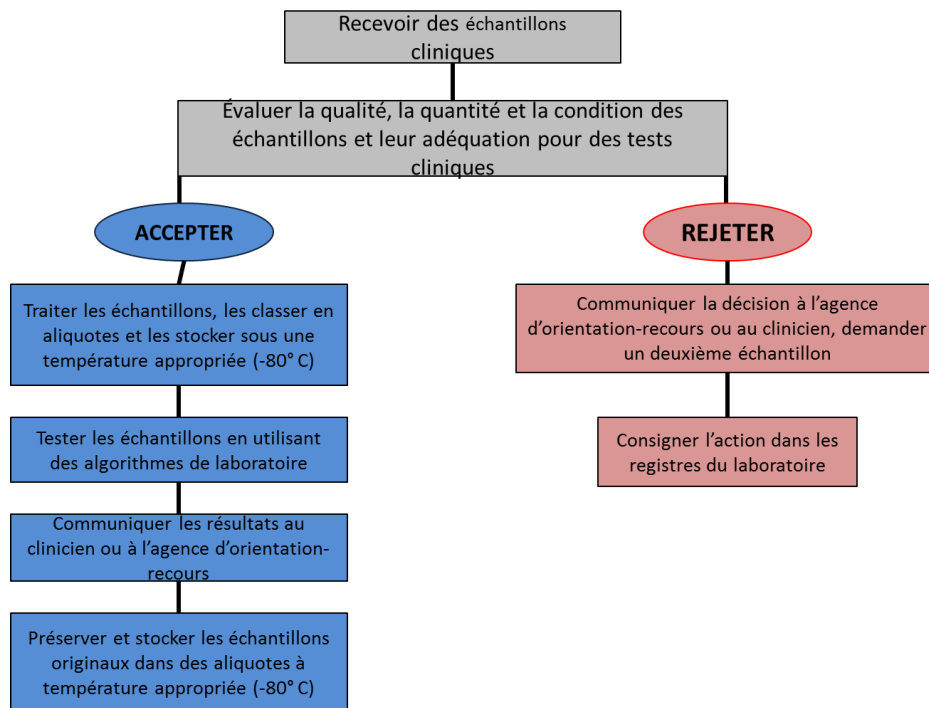 Recevoir des échantillons
cliniques
Évaluer la qualité, la quantité et la condition des
échantillons et leur adéquation pour des tests
cliniques
ACCEPTER
REJETER
Traiter les échantillons, les classer en
aliquotes et les stocker sous une
température appropriée (-80° C)
Tester les échantillons en utilisant
des algorithmes de laboratoire
Communiquer les résultats au
clinicien ou à l’agence d’orientation-
recours
Préserver et stocker les échantillons
originaux dans des aliquotes à
température appropriée (-80° C)
Communiquer la décision à l’agence
d’orientation-recours ou au clinicien, demander
un deuxième échantillon
Consigner l’action dans les
registres du laboratoire